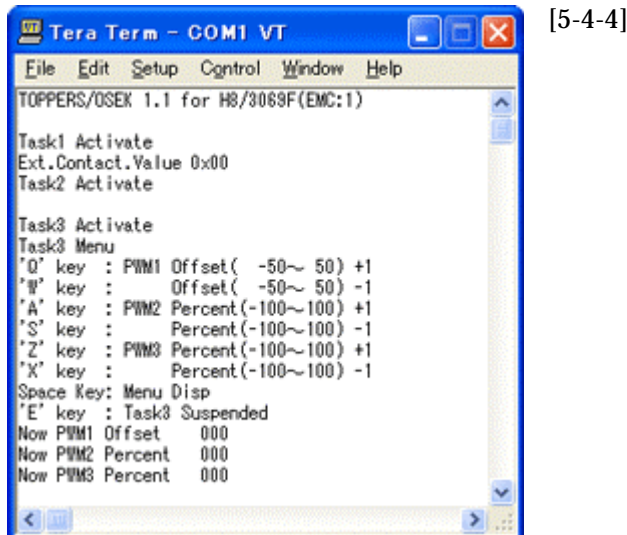 Tera Term - COM1 VT
[5-4-4]
File Edit Setup Control Window Help
TOPPERS/OSEK 1.1 for H8/3069F(EMC:1)
Task1 Activate
Ext.Contact.Value 0x00
Task2 Activate
Task3 Activate
Task3 Menu
'Q' key : PWM1 Offset( -50～ 50) +1
'W' key : Offset( -50～ 50) -1
'A' key : PWM2 Percent(-100～100) +1
'S' key : Percent(-100～100) -1
'Z' key : PWM3 Percent(-100～100) +1
'X' key : Percent(-100～100) -1
Space Key: Menu Disp
'E' key : Task3 Suspended
Now PWM1 Offset 000
Now PWM2 Percent 000
Now PWM3 Percent 000